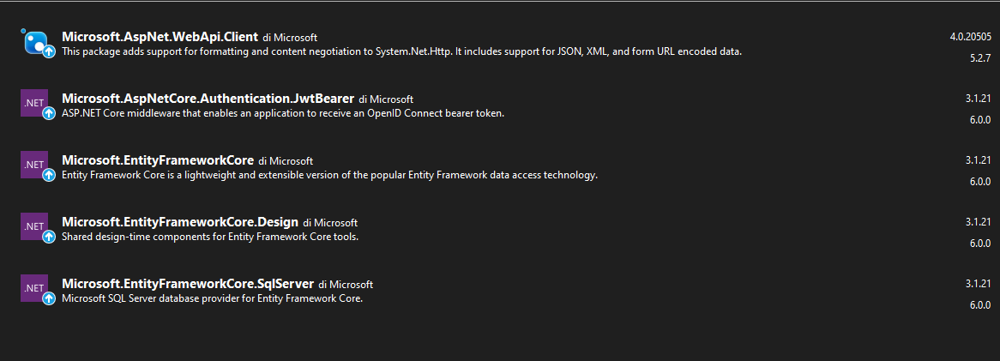 Microsoft.AspNet.WebApi.Client di Microsoft 4.0.20505
This package adds support for formatting and content negotiation to System.Net.Http. It includes support for JSON, XML, and form URL encoded data.
5.2.7
.NET
Microsoft.AspNetCore.Authentication.JwtBearer di Microsoft 3.1.21
ASP.NET Core middleware that enables an application to receive an OpenID Connect bearer token.
6.0.0
.NET
Microsoft.EntityFrameworkCore di Microsoft 3.1.21
Entity Framework Core is a lightweight and extensible version of the popular Entity Framework data access technology.
6.0.0
.NET
Microsoft.EntityFrameworkCore.Design di Microsoft 3.1.21
Shared design-time components for Entity Framework Core tools.
6.0.0
.NET
Microsoft.EntityFrameworkCore.SqlServer di Microsoft 3.1.21
Microsoft SQL Server database provider for Entity Framework Core.
6.0.0